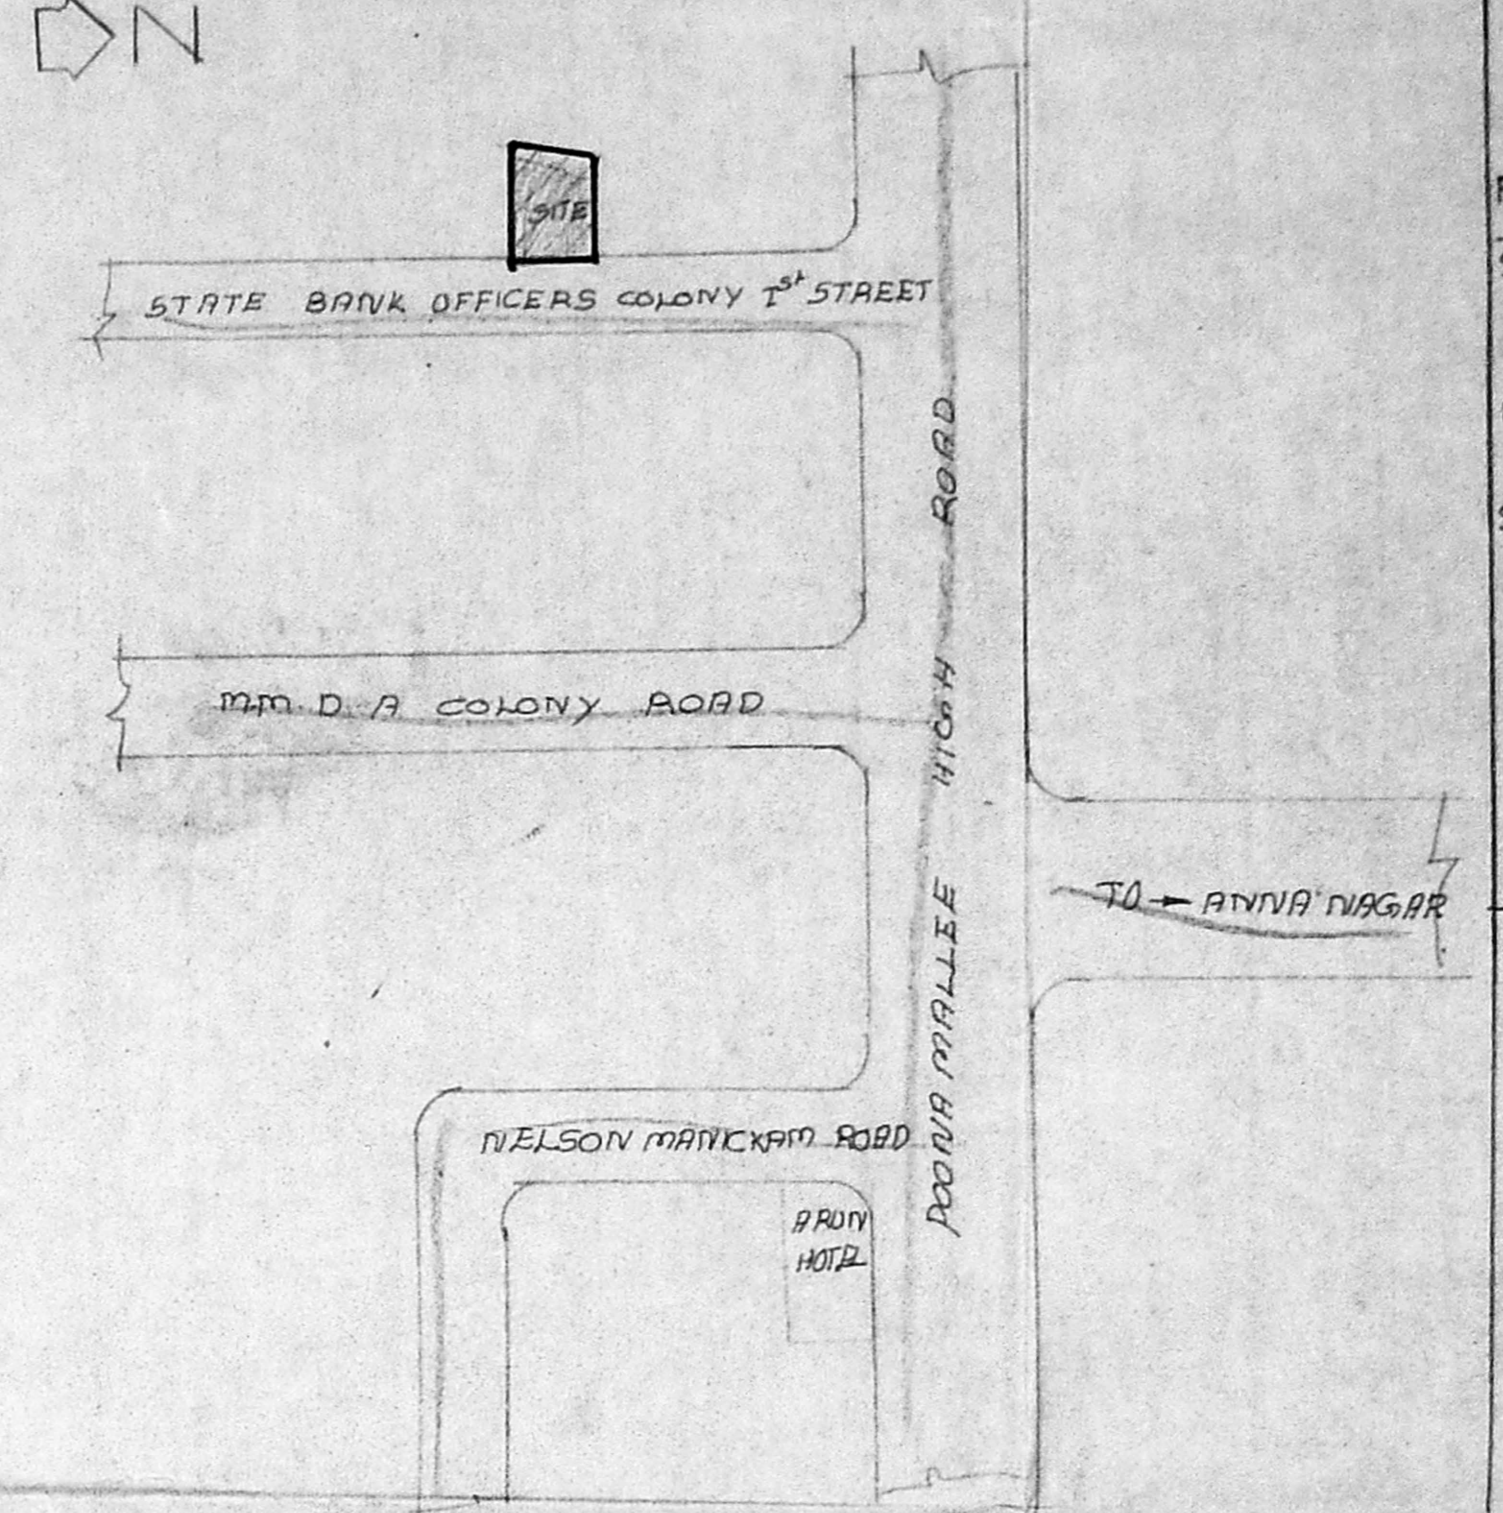 N
SITE
STATE BANK OFFICERS COLONY Ist STREET
POONA MALLEE HIGH ROAD
M.M. D. A COLONY ROAD
TO → ANNA NAGAR
NELSON MANICKAM ROAD
ARUN
HOTEL